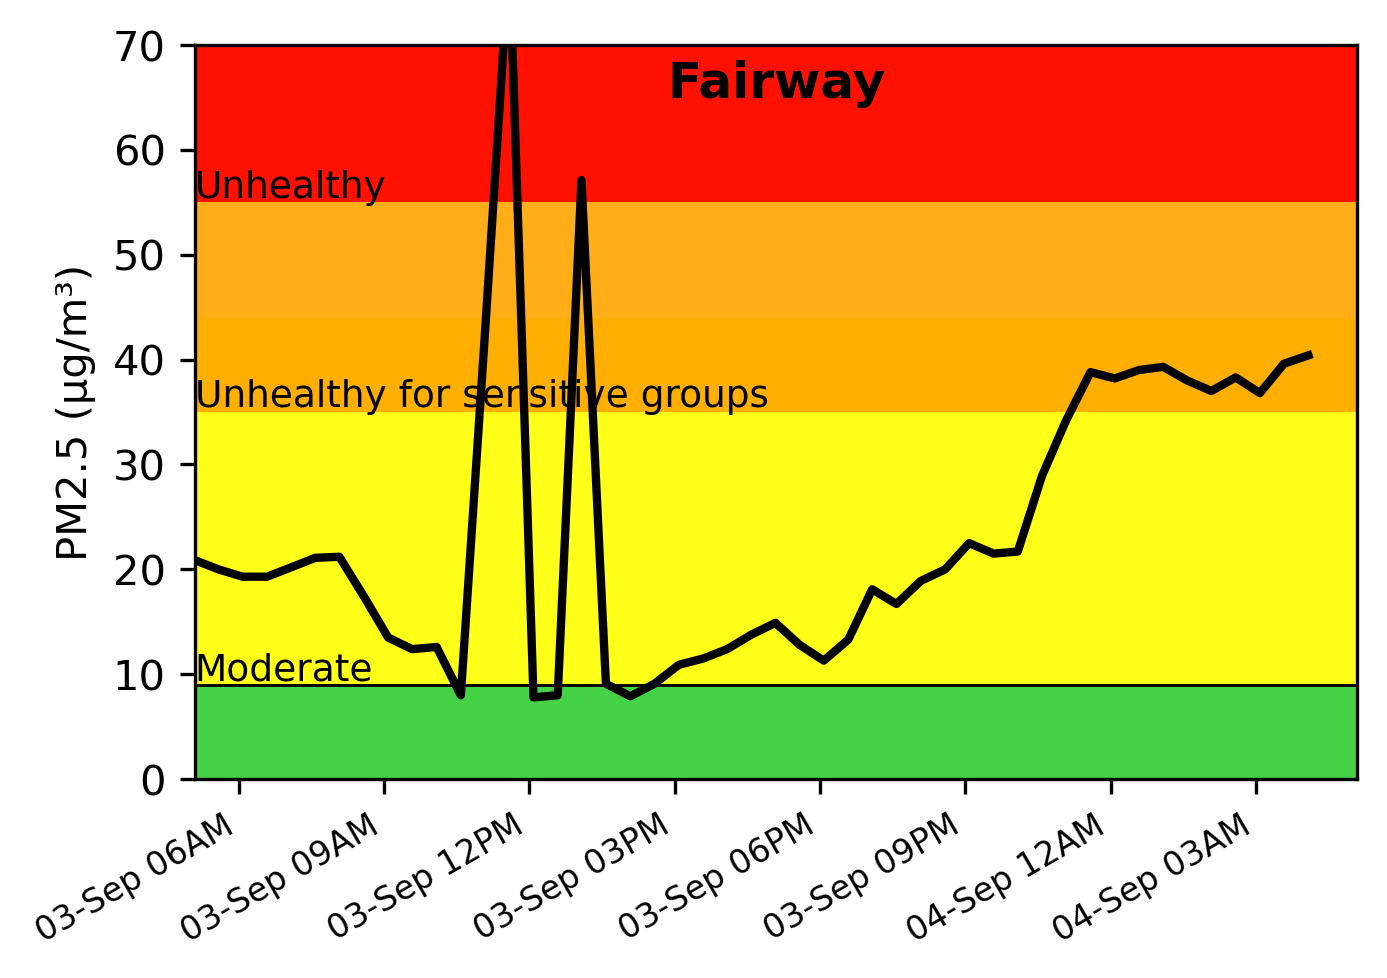 Fairway
70
60
50
40
30
20
10
0
PM2.5 (µg/m³)
Unhealthy
Unhealthy for sensitive groups
Moderate
03-Sep 06AM
03-Sep 09AM
03-Sep 12PM
03-Sep 03PM
03-Sep 06PM
03-Sep 09PM
04-Sep 12AM
04-Sep 03AM